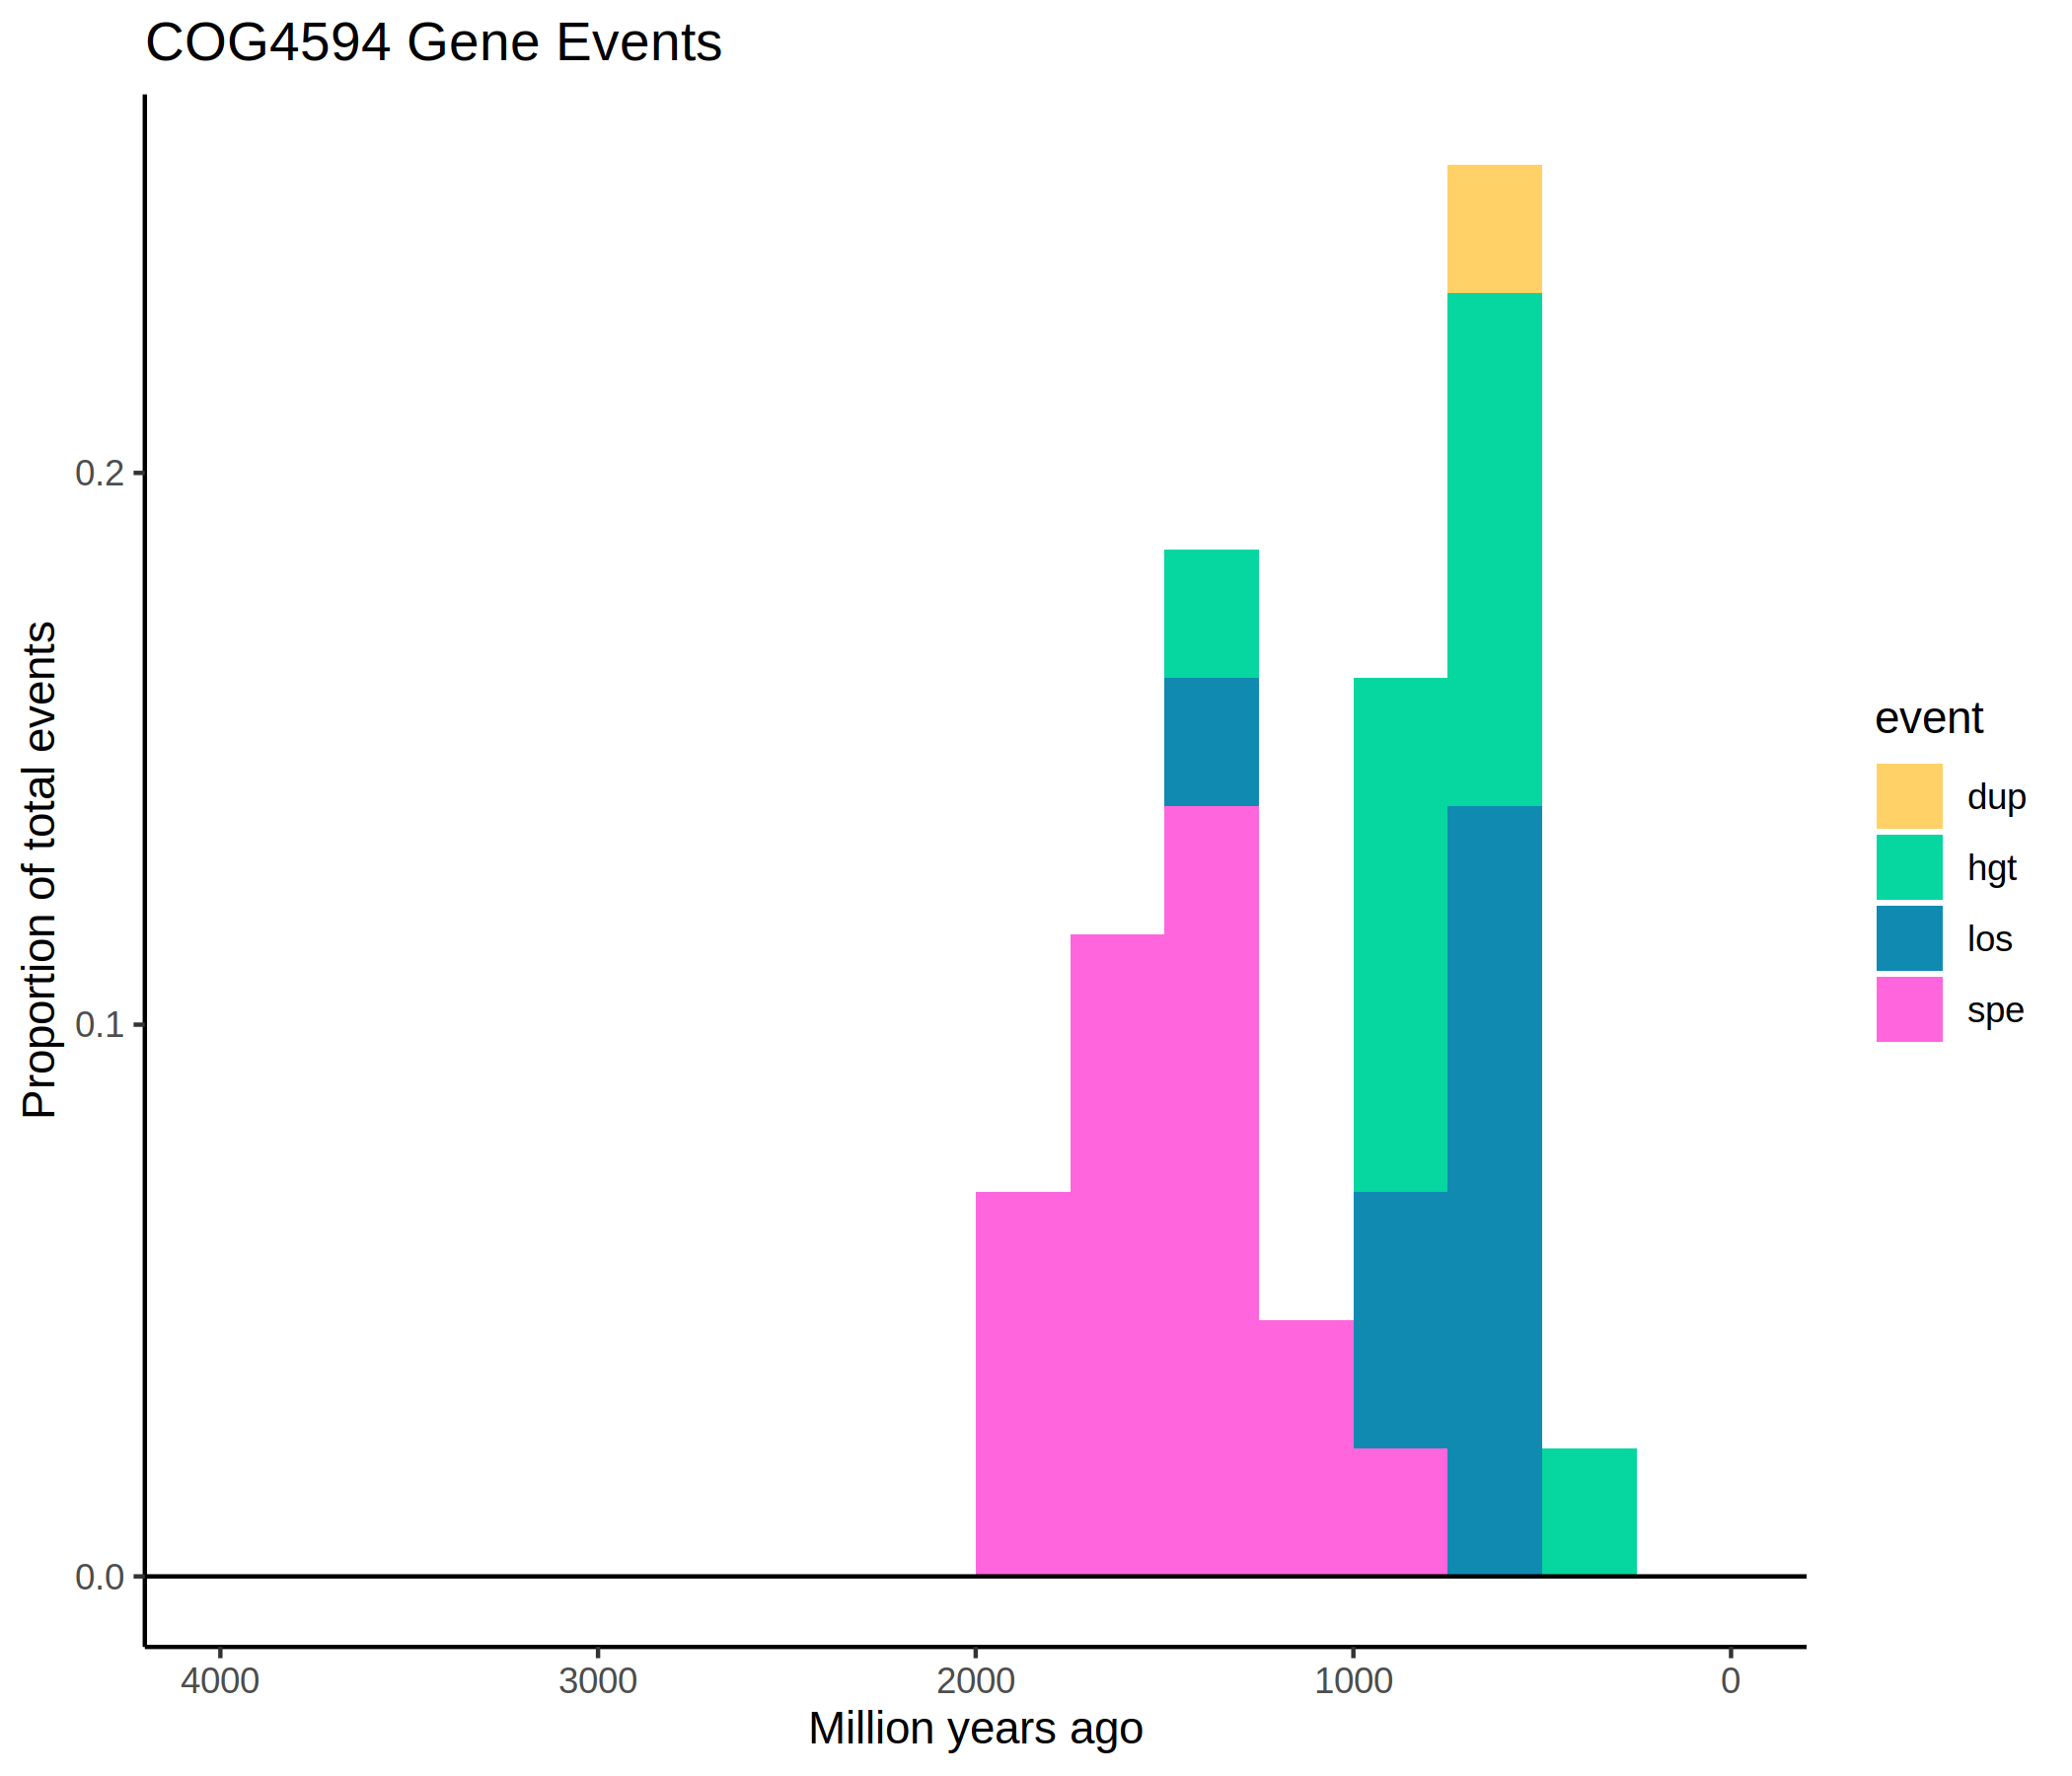 COG4594 Gene Events
Proportion of total events
0.2
0.1
0.0
4000 3000 2000 1000 0
Million years ago
event
dup
hgt
los
spe